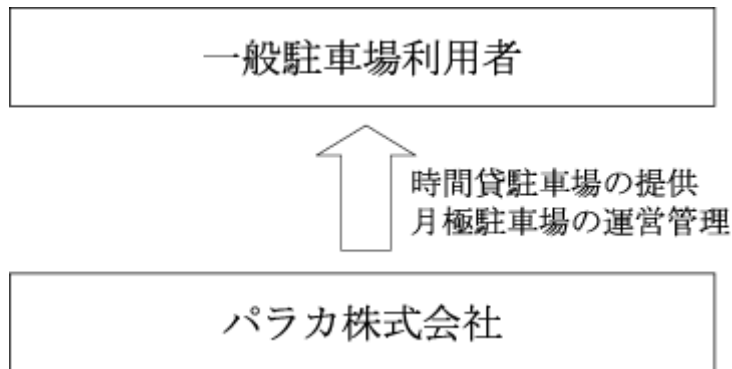 一般駐車場利用者
時間貸駐車場の提供
月極駐車場の運営管理
パラカ株式会社